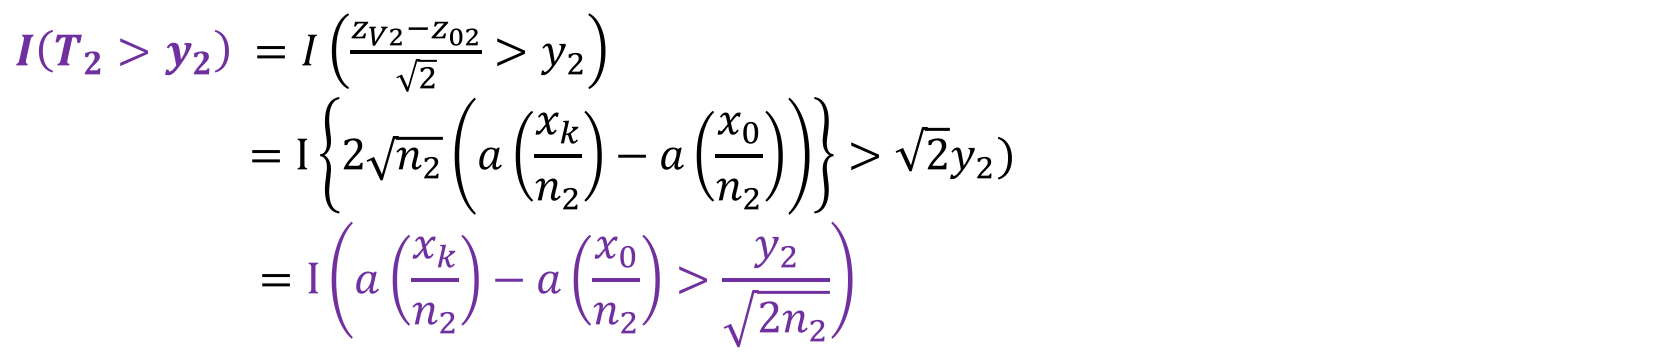 I(T₂ > y₂) = I((z_{V2}−z_{02})/√2 > y₂)
= I{2√n₂(a(x_k/n₂) − a(x₀/n₂))} > √2y₂)
= I(a(x_k/n₂) − a(x₀/n₂) > y₂/√(2n₂))